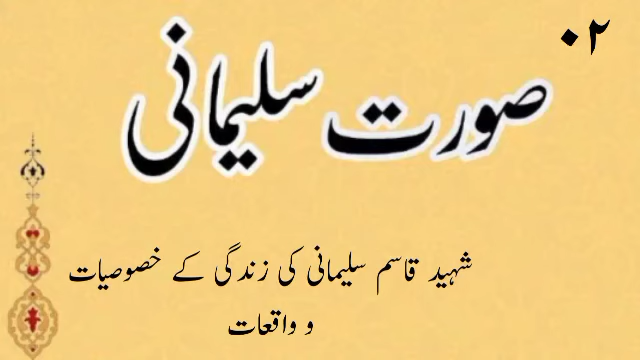 ۰۲
صورت سلیمانی
شہید قاسم سلیمانی کی زندگی کے خصوصیات
و واقعات